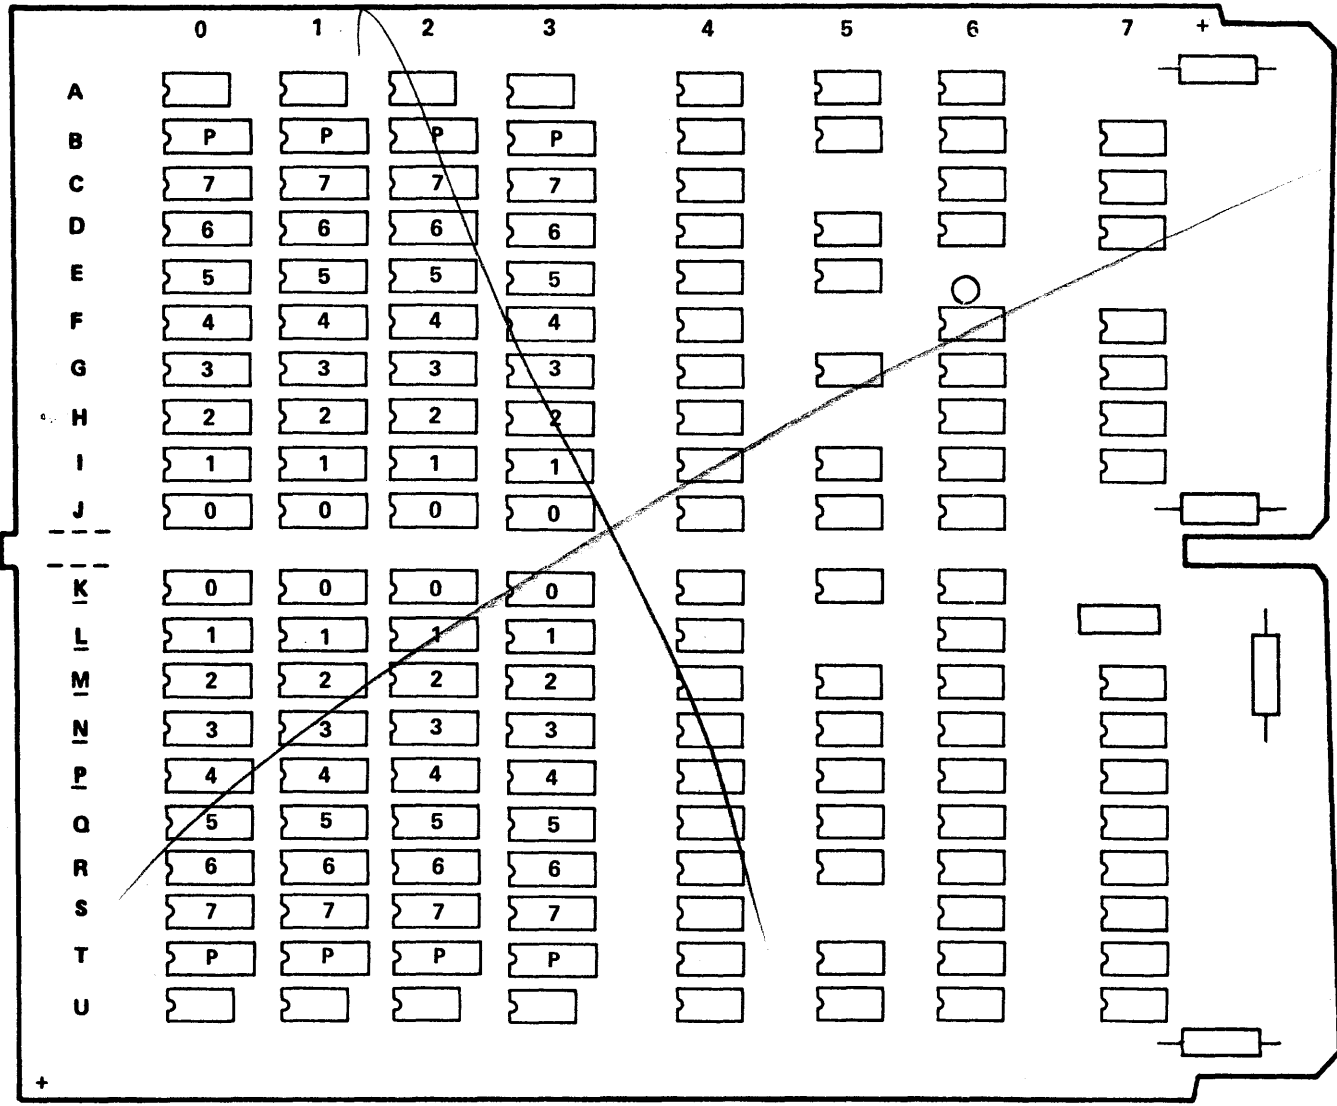 0 1 2 3 4 5 6 7 +
A
B P P P P
C 7 7 7 7
D 6 6 6 6
E 5 5 5 5
F 4 4 4 4
G 3 3 3 3
H 2 2 2 2
I 1 1 1 1
J 0 0 0 0
K 0 0 0 0
L 1 1 1 1
M 2 2 2 2
N 3 3 3 3
P 4 4 4 4
Q 5 5 5 5
R 6 6 6 6
S 7 7 7 7
T P P P P
U
+